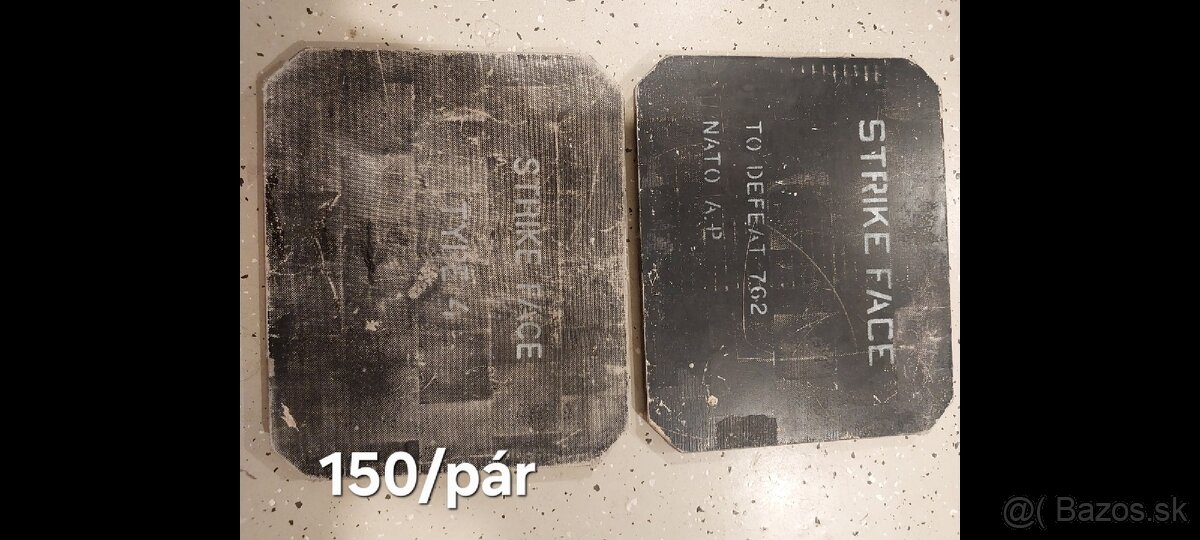 STRIKE FACE
TYPE 4
STRIKE FACE
TO DEFEAT 7.62
NATO A.P
150/pár
@( Bazos.sk